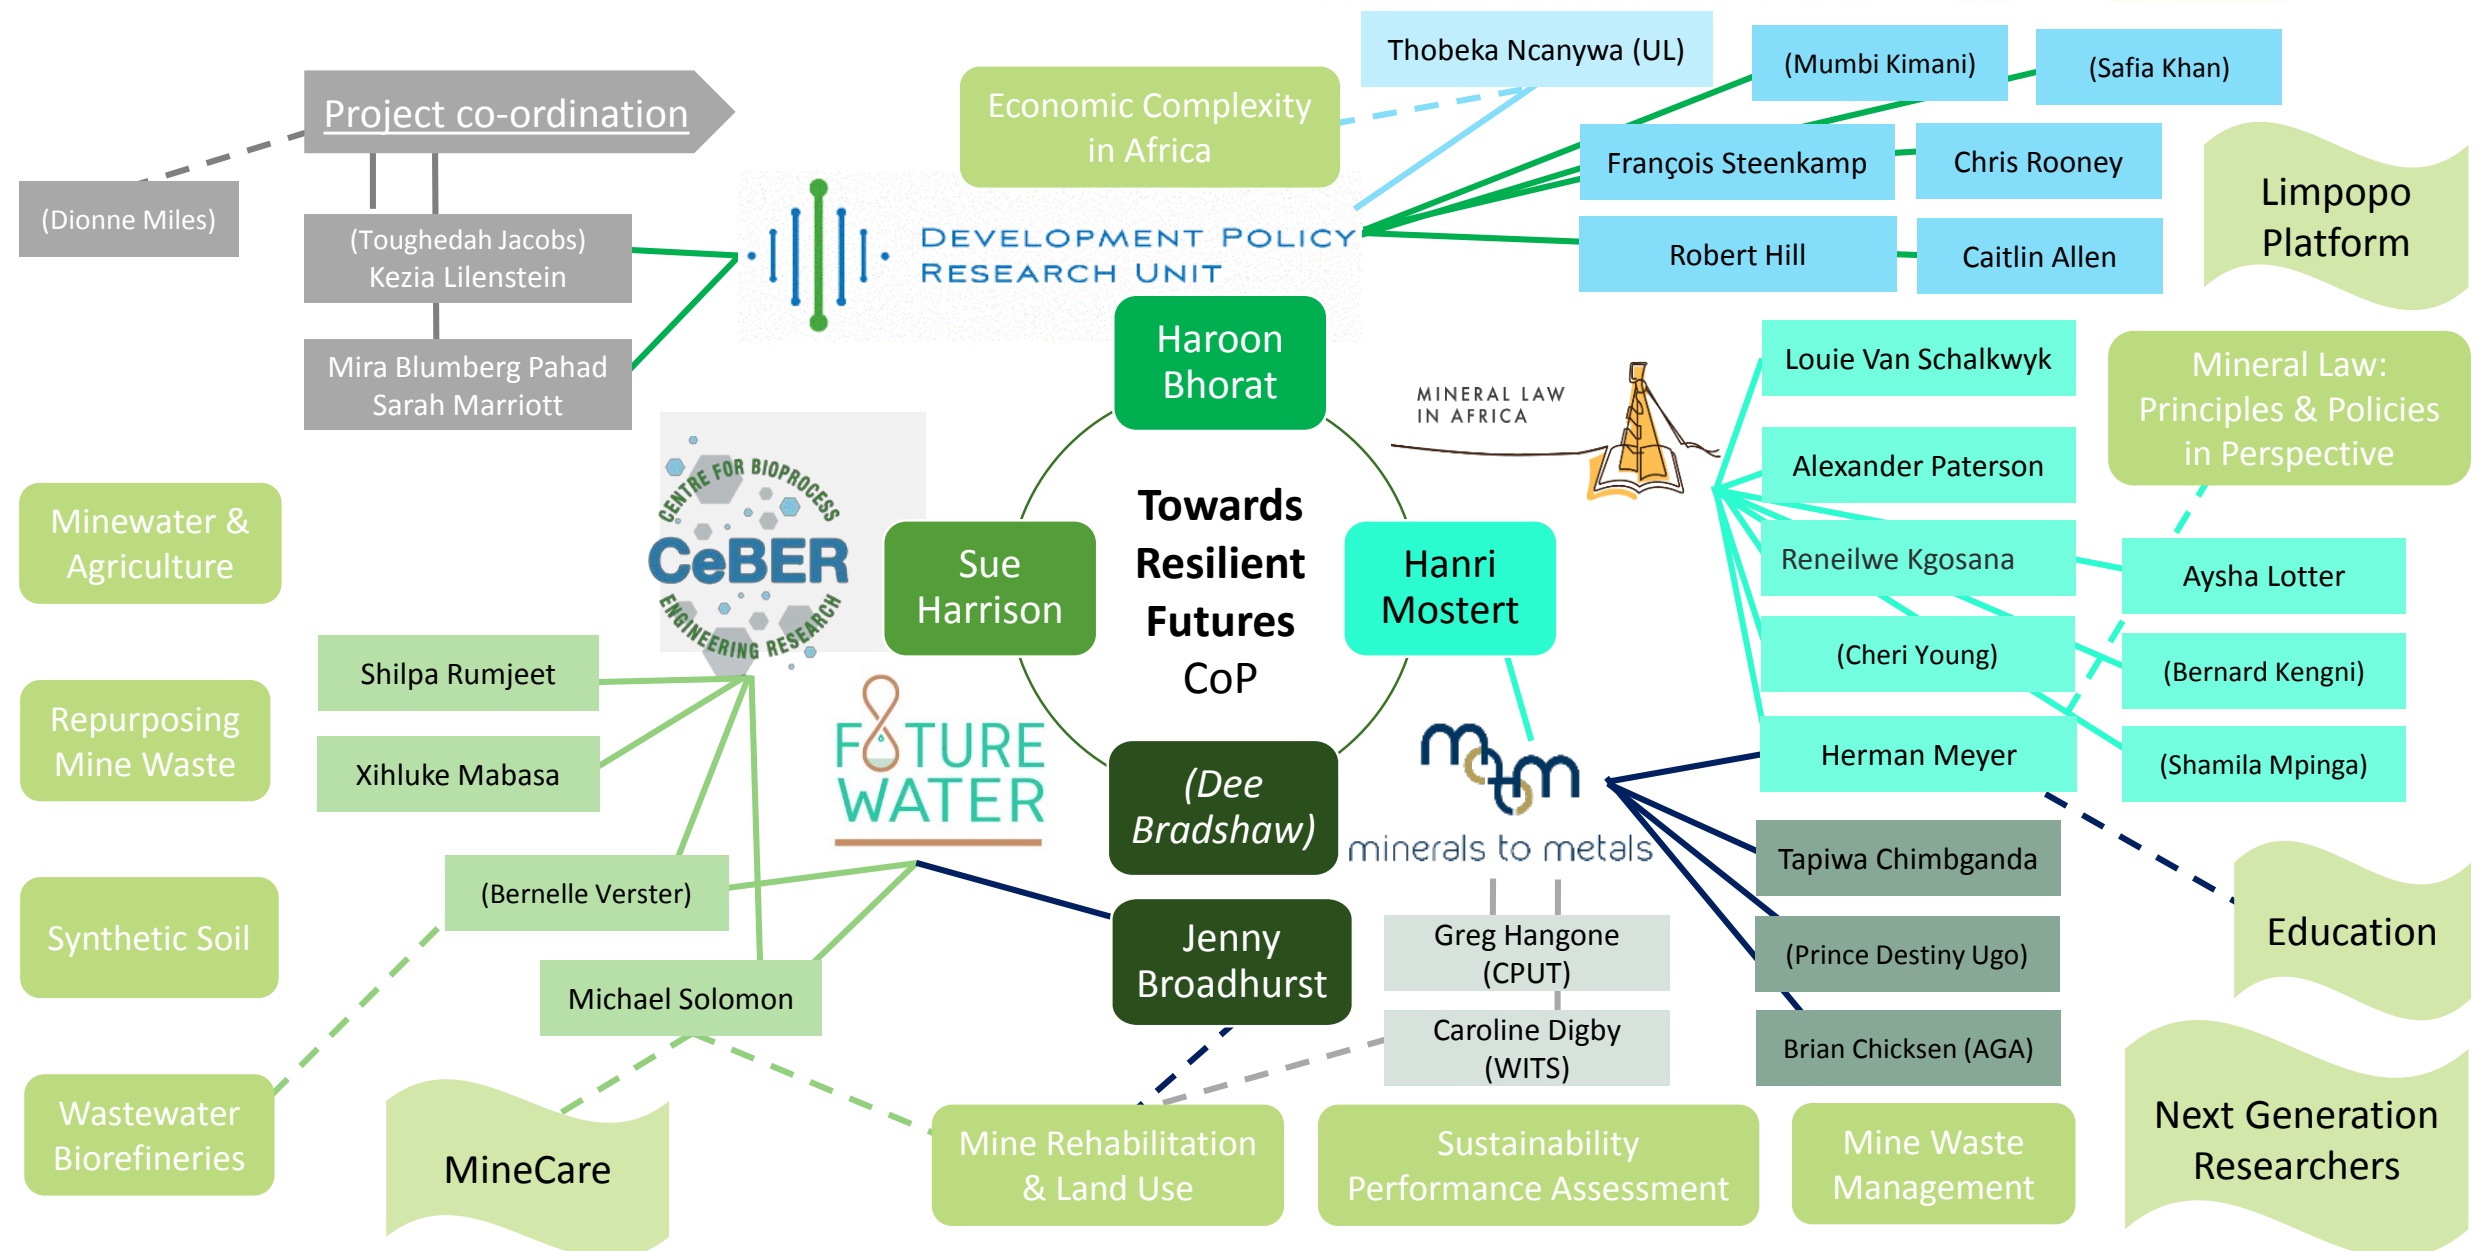 Thobeka Ncanywa (UL)
(Mumbi Kimani)
(Safia Khan)
Project co-ordination
Economic Complexity
in Africa
François Steenkamp
Chris Rooney
Limpopo
Platform
(Dionne Miles)
(Toughedah Jacobs)
Kezia Lilenstein
DEVELOPMENT POLICY
RESEARCH UNIT
Robert Hill
Caitlin Allen
Mira Blumberg Pahad
Sarah Marriott
Haroon
Bhorat
MINERAL LAW
IN AFRICA
Louie Van Schalkwyk
Mineral Law:
Principles & Policies
in Perspective
Alexander Paterson
CENTRE FOR BIOPROCESS
CeBER
ENGINEERING RESEARCH
Minewater &
Agriculture
Sue
Harrison
Towards
Resilient
Futures
CoP
Hanri
Mostert
Reneilwe Kgosana
Aysha Lotter
(Cheri Young)
(Bernard Kengni)
Shilpa Rumjeet
Repurposing
Mine Waste
Xihluke Mabasa
FUTURE
WATER
(Dee
Bradshaw)
mtm
minerals to metals
Herman Meyer
(Shamila Mpinga)
Tapiwa Chimbganda
(Bernelle Verster)
Synthetic Soil
Jenny
Broadhurst
Greg Hangone
(CPUT)
(Prince Destiny Ugo)
Education
Michael Solomon
Caroline Digby
(WITS)
Brian Chicksen (AGA)
Wastewater
Biorefineries
MineCare
Mine Rehabilitation
& Land Use
Sustainability
Performance Assessment
Mine Waste
Management
Next Generation
Researchers